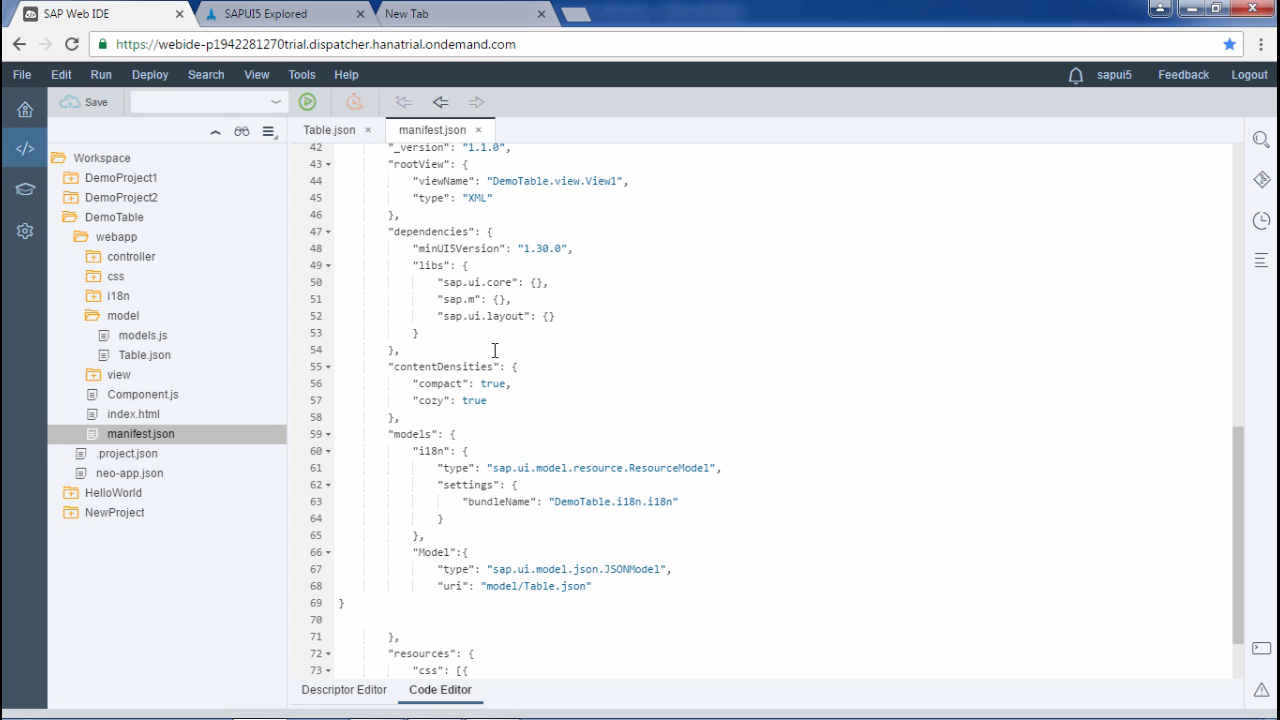 SAP Web IDE
SAPUI5 Explored
New Tab
https://webide-p1942281270trial.dispatcher.hanatrial.ondemand.com
File Edit Run Deploy Search View Tools Help
sapui5 Feedback Logout
Save
Table.json
manifest.json
Workspace
DemoProject1
DemoProject2
DemoTable
webapp
controller
css
i18n
model
models.js
Table.json
view
Component.js
index.html
manifest.json
.project.json
neo-app.json
HelloWorld
NewProject
42 "_version": "1.1.0",
43 "rootView": {
44 "viewName": "DemoTable.view.View1",
45 "type": "XML"
46 },
47 "dependencies": {
48 "minUI5Version": "1.30.0",
49 "libs": {
50 "sap.ui.core": {},
51 "sap.m": {},
52 "sap.ui.layout": {}
53 }
54 },
55 "contentDensities": {
56 "compact": true,
57 "cozy": true
58 },
59 "models": {
60 "i18n": {
61 "type": "sap.ui.model.resource.ResourceModel",
62 "settings": {
63 "bundleName": "DemoTable.i18n.i18n"
64 }
65 },
66 "Model":{
67 "type": "sap.ui.model.json.JSONModel",
68 "uri": "model/Table.json"
69 }
70
71 },
72 "resources": {
73 "css": [{
Descriptor Editor
Code Editor